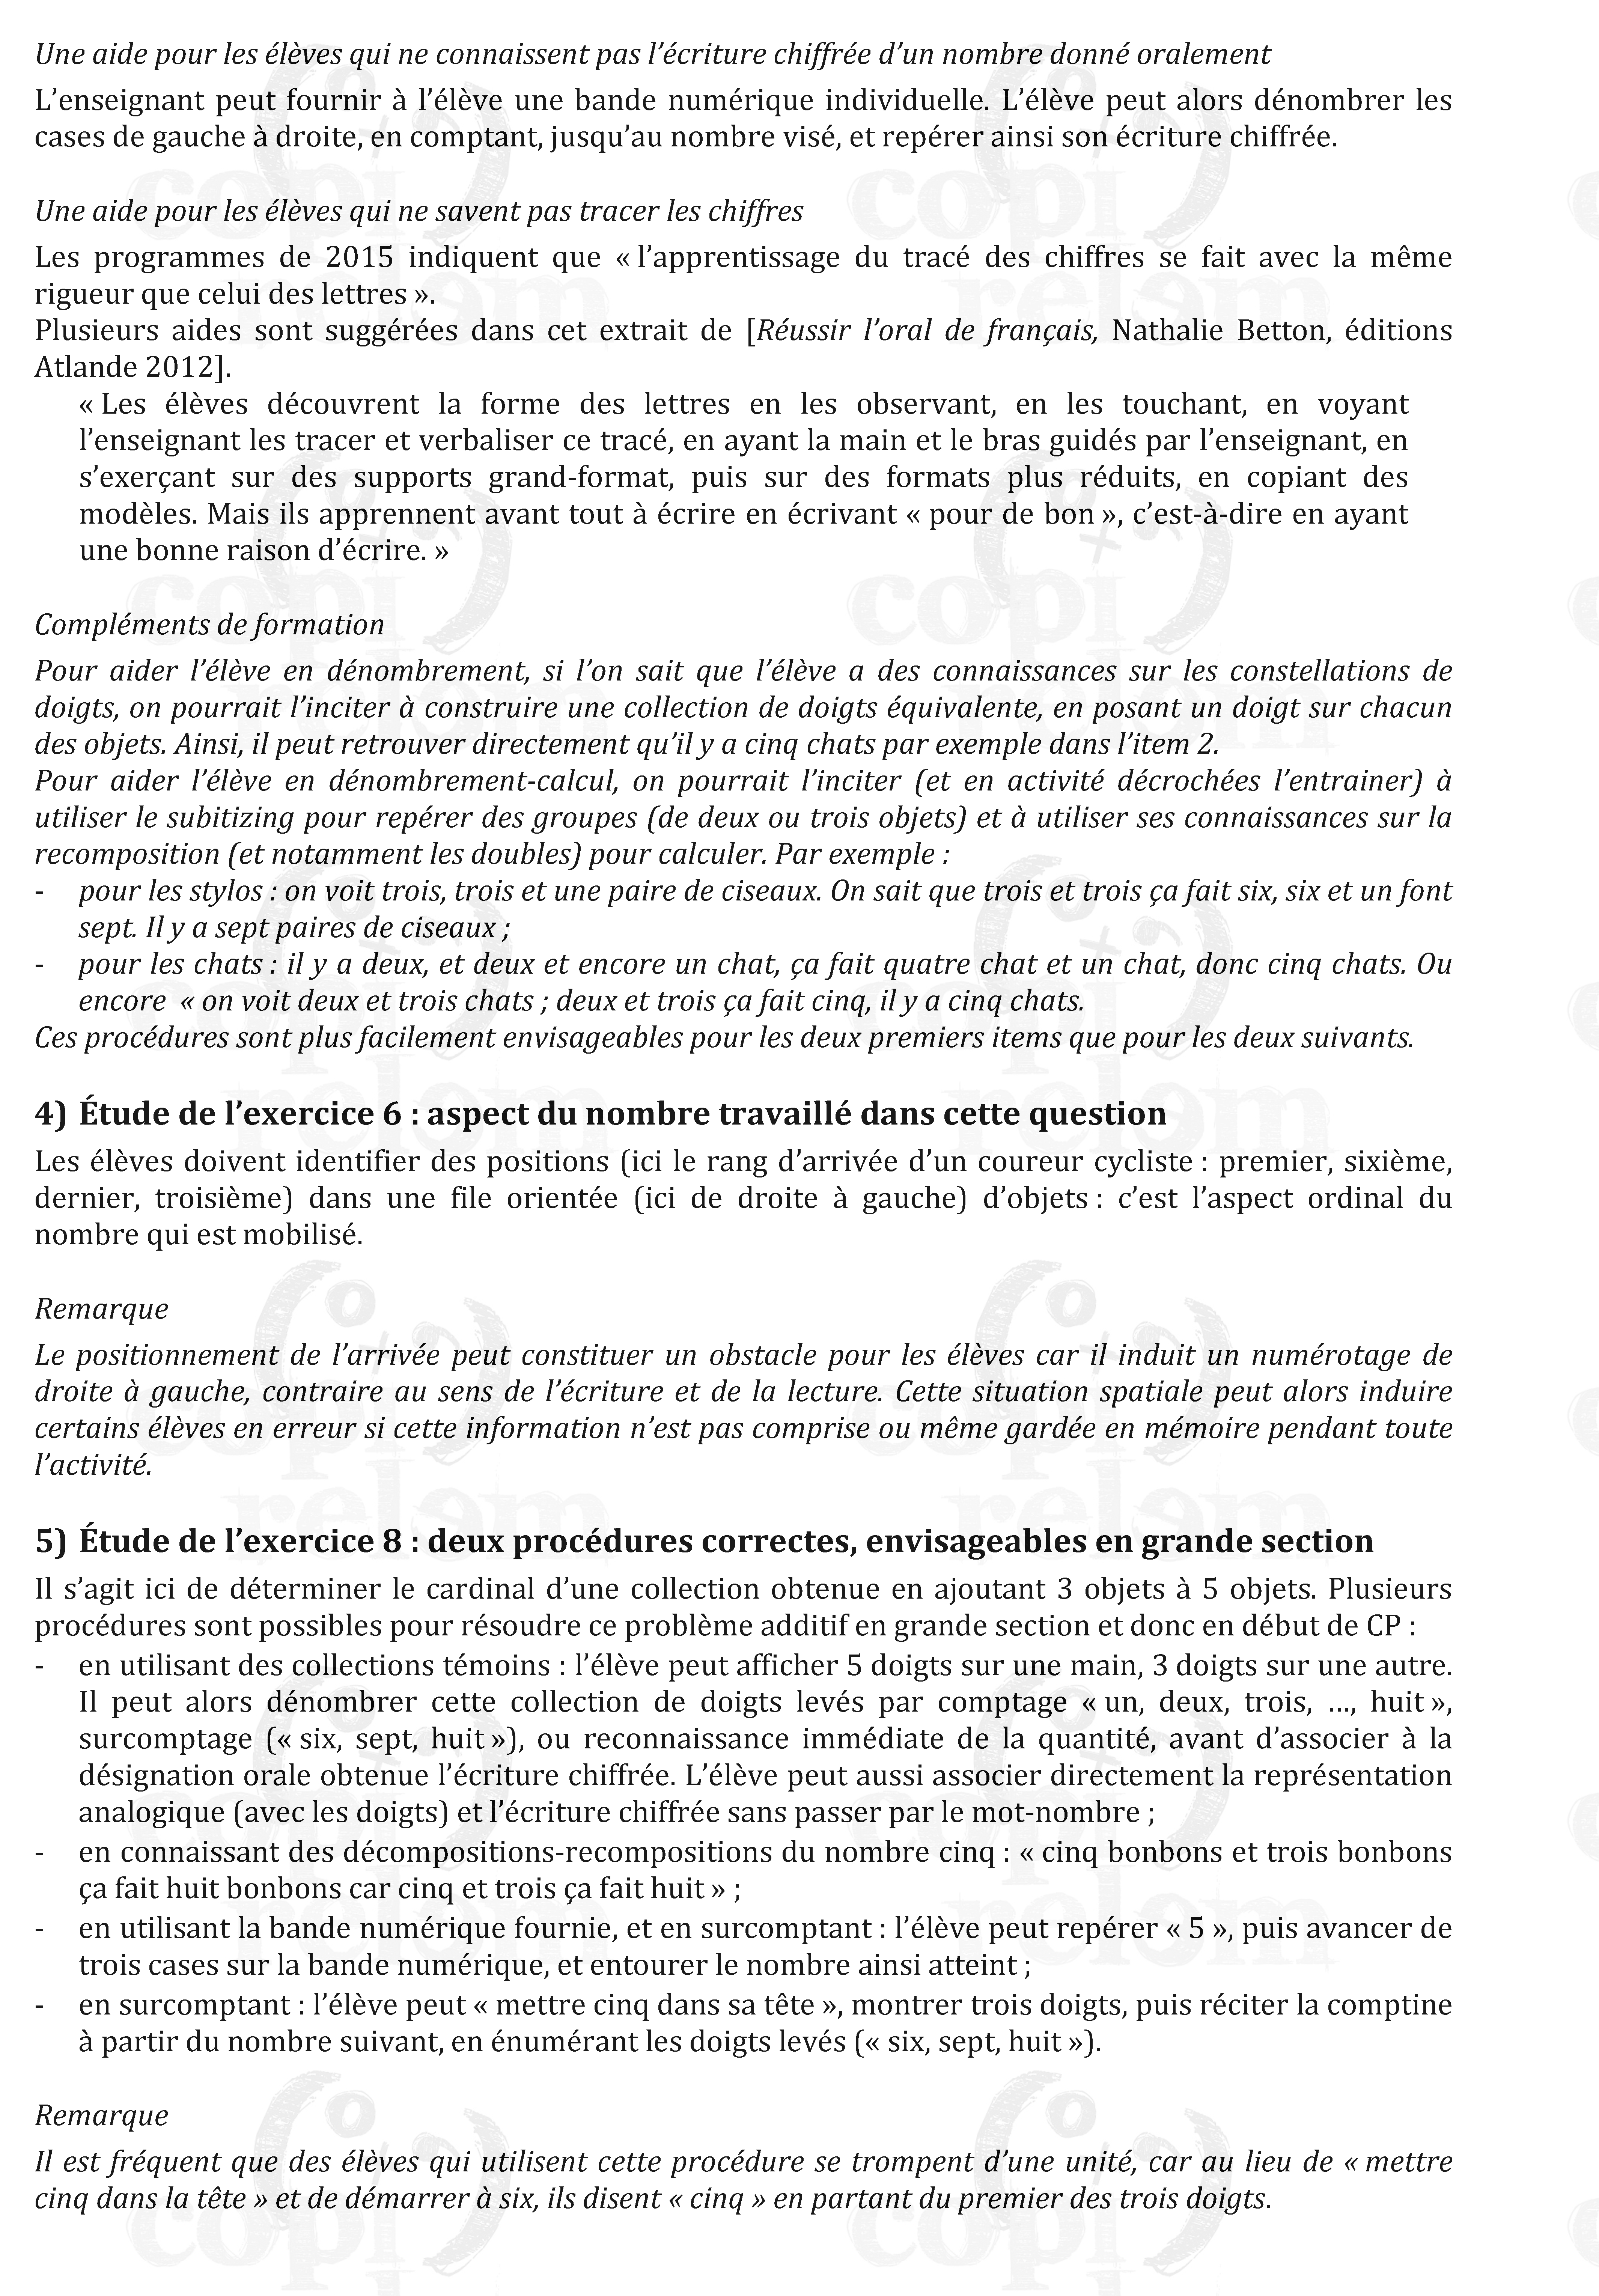 Une aide pour les élèves qui ne connaissent pas l’écriture chiffrée d’un nombre donné oralement
L’enseignant peut fournir à l’élève une bande numérique individuelle. L’élève peut alors dénombrer les
cases de gauche à droite, en comptant, jusqu’au nombre visé, et repérer ainsi son écriture chiffrée.
Une aide pour les élèves qui ne savent pas tracer les chiffres
Les programmes de 2015 indiquent que « l’apprentissage du tracé des chiffres se fait avec la même
rigueur que celui des lettres ».
Plusieurs aides sont suggérées dans cet extrait de [Réussir l’oral de français, Nathalie Betton, éditions
Atlande 2012].
« Les élèves découvrent la forme des lettres en les observant, en les touchant, en voyant
l’enseignant les tracer et verbaliser ce tracé, en ayant la main et le bras guidés par l’enseignant, en
s’exerçant sur des supports grand-format, puis sur des formats plus réduits, en copiant des
modèles. Mais ils apprennent avant tout à écrire en écrivant « pour de bon », c’est-à-dire en ayant
une bonne raison d’écrire. »
Compléments de formation
Pour aider l’élève en dénombrement, si l’on sait que l’élève a des connaissances sur les constellations de
doigts, on pourrait l’inciter à construire une collection de doigts équivalente, en posant un doigt sur chacun
des objets. Ainsi, il peut retrouver directement qu’il y a cinq chats par exemple dans l’item 2.
Pour aider l’élève en dénombrement-calcul, on pourrait l’inciter (et en activité décrochées l’entrainer) à
utiliser le subitizing pour repérer des groupes (de deux ou trois objets) et à utiliser ses connaissances sur la
recomposition (et notamment les doubles) pour calculer. Par exemple :
- pour les stylos : on voit trois, trois et une paire de ciseaux. On sait que trois et trois ça fait six, six et un font
sept. Il y a sept paires de ciseaux ;
- pour les chats : il y a deux, et deux et encore un chat, ça fait quatre chat et un chat, donc cinq chats. Ou
encore « on voit deux et trois chats ; deux et trois ça fait cinq, il y a cinq chats.
Ces procédures sont plus facilement envisageables pour les deux premiers items que pour les deux suivants.
4) Étude de l’exercice 6 : aspect du nombre travaillé dans cette question
Les élèves doivent identifier des positions (ici le rang d’arrivée d’un coureur cycliste : premier, sixième,
dernier, troisième) dans une file orientée (ici de droite à gauche) d’objets : c’est l’aspect ordinal du
nombre qui est mobilisé.
Remarque
Le positionnement de l’arrivée peut constituer un obstacle pour les élèves car il induit un numérotage de
droite à gauche, contraire au sens de l’écriture et de la lecture. Cette situation spatiale peut alors induire
certains élèves en erreur si cette information n’est pas comprise ou même gardée en mémoire pendant toute
l’activité.
5) Étude de l’exercice 8 : deux procédures correctes, envisageables en grande section
Il s’agit ici de déterminer le cardinal d’une collection obtenue en ajoutant 3 objets à 5 objets. Plusieurs
procédures sont possibles pour résoudre ce problème additif en grande section et donc en début de CP :
- en utilisant des collections témoins : l’élève peut afficher 5 doigts sur une main, 3 doigts sur une autre.
Il peut alors dénombrer cette collection de doigts levés par comptage « un, deux, trois, …, huit »,
surcomptage (« six, sept, huit »), ou reconnaissance immédiate de la quantité, avant d’associer à la
désignation orale obtenue l’écriture chiffrée. L’élève peut aussi associer directement la représentation
analogique (avec les doigts) et l’écriture chiffrée sans passer par le mot-nombre ;
- en connaissant des décompositions-recompositions du nombre cinq : « cinq bonbons et trois bonbons
ça fait huit bonbons car cinq et trois ça fait huit » ;
- en utilisant la bande numérique fournie, et en surcomptant : l’élève peut repérer « 5 », puis avancer de
trois cases sur la bande numérique, et entourer le nombre ainsi atteint ;
- en surcomptant : l’élève peut « mettre cinq dans sa tête », montrer trois doigts, puis réciter la comptine
à partir du nombre suivant, en énumérant les doigts levés (« six, sept, huit »).
Remarque
Il est fréquent que des élèves qui utilisent cette procédure se trompent d’une unité, car au lieu de « mettre
cinq dans la tête » et de démarrer à six, ils disent « cinq » en partant du premier des trois doigts.